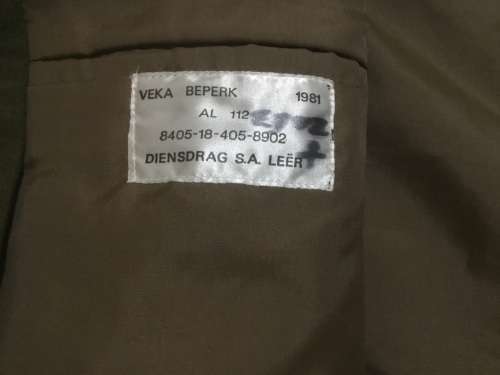 VEKA BEPERK 1981
AL 112
8405-18-405-8902
DIENSDRAG S.A. LEËR